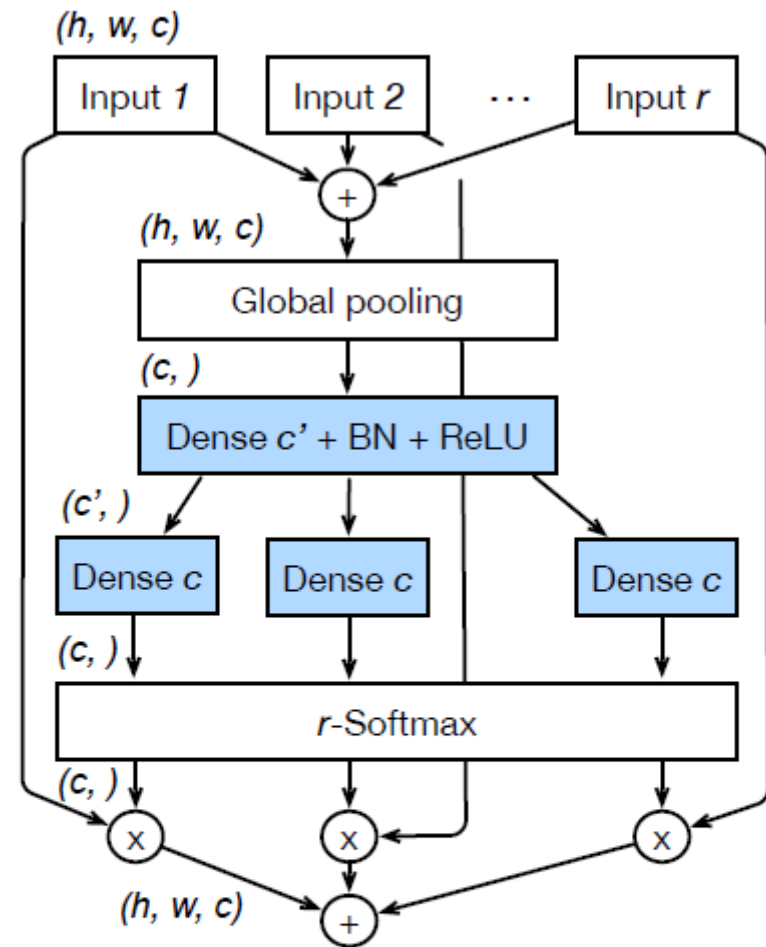 (h, w, c)
Input 1 Input 2 ... Input r
+
(h, w, c)
Global pooling
(c, )
Dense c' + BN + ReLU
(c', )
Dense c Dense c Dense c
(c, )
r-Softmax
(c, )
x x x
(h, w, c)
+